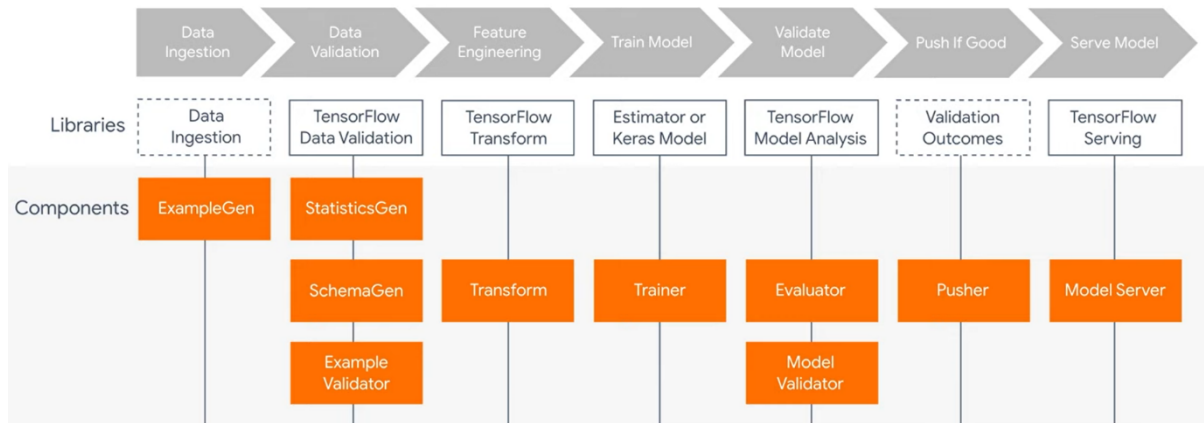 Data
Ingestion
Data
Validation
Feature
Engineering
Train Model
Validate
Model
Push If Good
Serve Model
Libraries
Data
Ingestion
TensorFlow
Data Validation
TensorFlow
Transform
Estimator or
Keras Model
TensorFlow
Model Analysis
Validation
Outcomes
TensorFlow
Serving
Components
ExampleGen
StatisticsGen
SchemaGen
Transform
Trainer
Evaluator
Pusher
Model Server
Example
Validator
Model
Validator